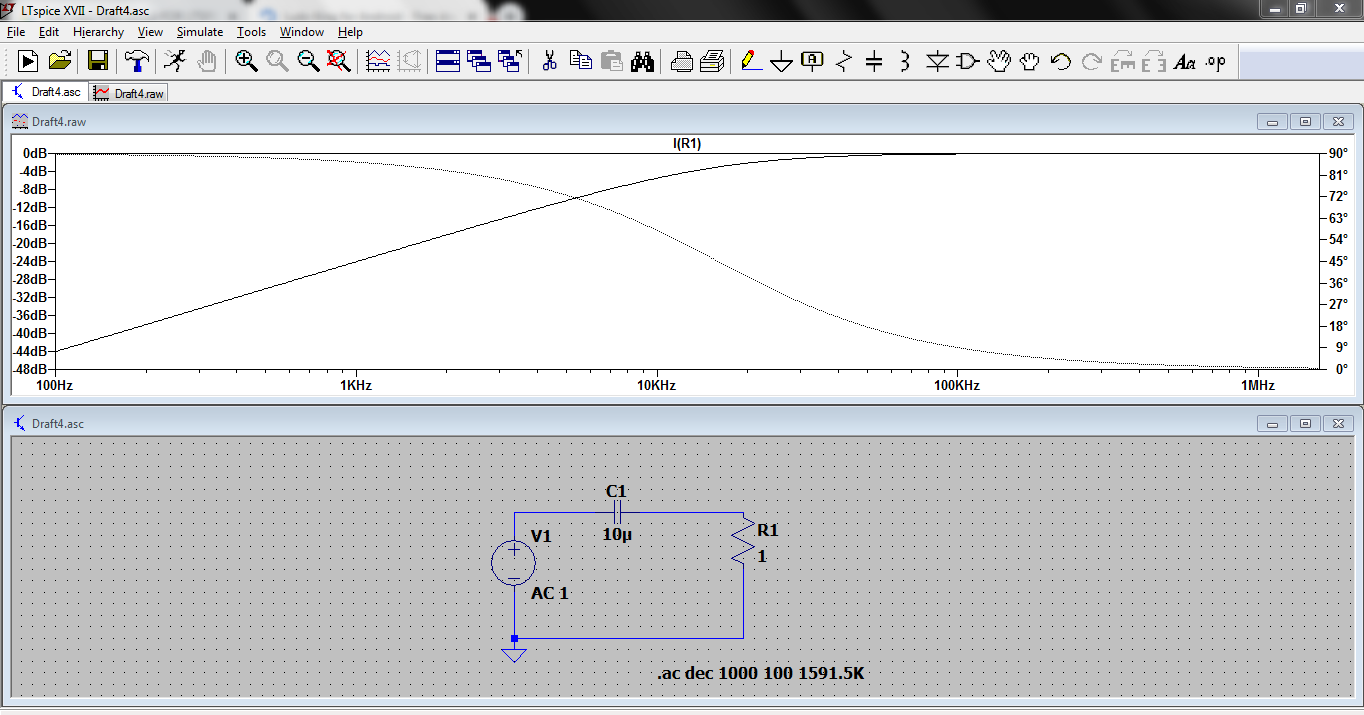 LTspice XVII - Draft4.asc
File Edit Hierarchy View Simulate Tools Window Help
A Aa .op
Draft4.asc Draft4.raw
Draft4.raw
I(R1)
0dB 90°
-4dB 81°
-8dB 72°
-12dB 63°
-16dB 54°
-20dB 45°
-24dB 36°
-28dB 27°
-32dB 18°
-36dB 9°
-40dB 0°
-44dB
-48dB
100Hz 1KHz 10KHz 100KHz 1MHz
Draft4.asc
C1
10µ
V1
R1
1
AC 1
.ac dec 1000 100 1591.5K